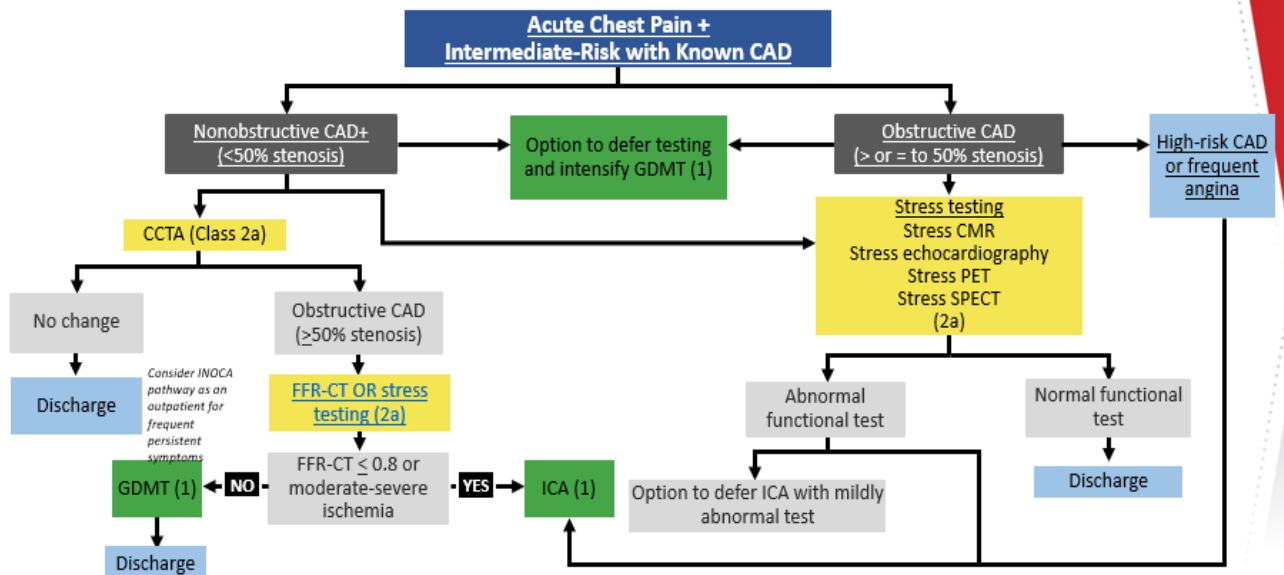 Acute Chest Pain +
Intermediate-Risk with Known CAD
Nonobstructive CAD+
(<50% stenosis)
Option to defer testing
and intensify GDMT (1)
Obstructive CAD
(> or = to 50% stenosis)
High-risk CAD
or frequent
angina
CCTA (Class 2a)
Stress testing
Stress CMR
Stress echocardiography
Stress PET
Stress SPECT
(2a)
No change
Obstructive CAD
(≥50% stenosis)
Discharge
Consider INOCA
pathway as an
outpatient for
frequent
persistent
symptoms
FFR-CT OR stress
testing (2a)
Abnormal
functional test
Normal functional
test
GDMT (1)
NO
FFR-CT ≤ 0.8 or
moderate-severe
ischemia
YES
ICA (1)
Option to defer ICA with mildly
abnormal test
Discharge
Discharge